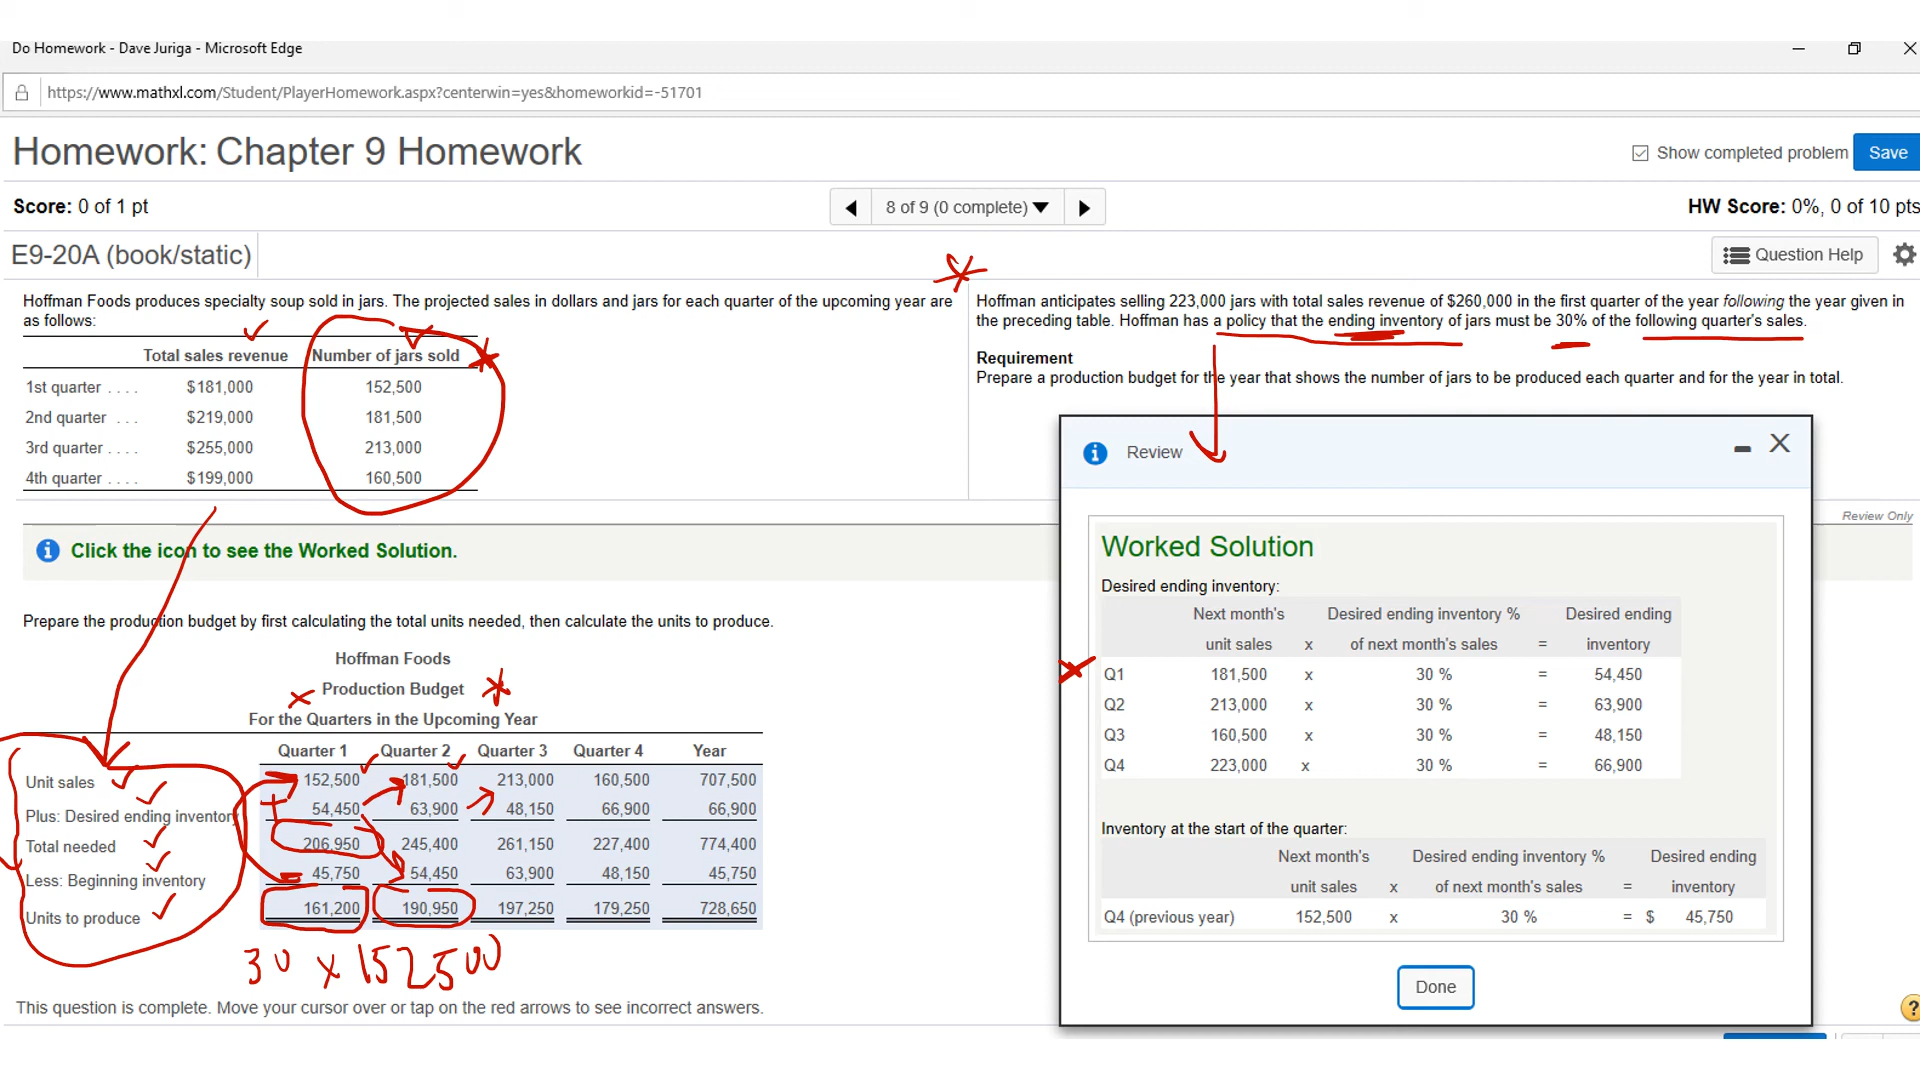 Do Homework - Dave Juriga - Microsoft Edge
https://www.mathxl.com/Student/PlayerHomework.aspx?centerwin=yes&homeworkid=-51701
Homework: Chapter 9 Homework
Show completed problem
Save
Score: 0 of 1 pt
8 of 9 (0 complete)
HW Score: 0%, 0 of 10 pts
E9-20A (book/static)
Question Help
Hoffman Foods produces specialty soup sold in jars. The projected sales in dollars and jars for each quarter of the upcoming year are
as follows:
Total sales revenue Number of jars sold
1st quarter .... $181,000 152,500
2nd quarter ... $219,000 181,500
3rd quarter .... $255,000 213,000
4th quarter .... $199,000 160,500
Hoffman anticipates selling 223,000 jars with total sales revenue of $260,000 in the first quarter of the year following the year given in
the preceding table. Hoffman has a policy that the ending inventory of jars must be 30% of the following quarter's sales.
Requirement
Prepare a production budget for the year that shows the number of jars to be produced each quarter and for the year in total.
Review Only
Click the icon to see the Worked Solution.
Prepare the production budget by first calculating the total units needed, then calculate the units to produce.
Hoffman Foods
Production Budget
For the Quarters in the Upcoming Year
Quarter 1 Quarter 2 Quarter 3 Quarter 4 Year
Unit sales 152,500 181,500 213,000 160,500 707,500
Plus: Desired ending inventory 54,450 63,900 48,150 66,900 66,900
Total needed 206,950 245,400 261,150 227,400 774,400
Less: Beginning inventory 45,750 54,450 63,900 48,150 45,750
Units to produce 161,200 190,950 197,250 179,250 728,650
30 x 152500
This question is complete. Move your cursor over or tap on the red arrows to see incorrect answers.
Review
Worked Solution
Desired ending inventory:
Next month's Desired ending inventory % Desired ending
unit sales x of next month's sales = inventory
Q1 181,500 x 30 % = 54,450
Q2 213,000 x 30 % = 63,900
Q3 160,500 x 30 % = 48,150
Q4 223,000 x 30 % = 66,900
Inventory at the start of the quarter:
Next month's Desired ending inventory % Desired ending
unit sales x of next month's sales = inventory
Q4 (previous year) 152,500 x 30 % = $ 45,750
Done
?